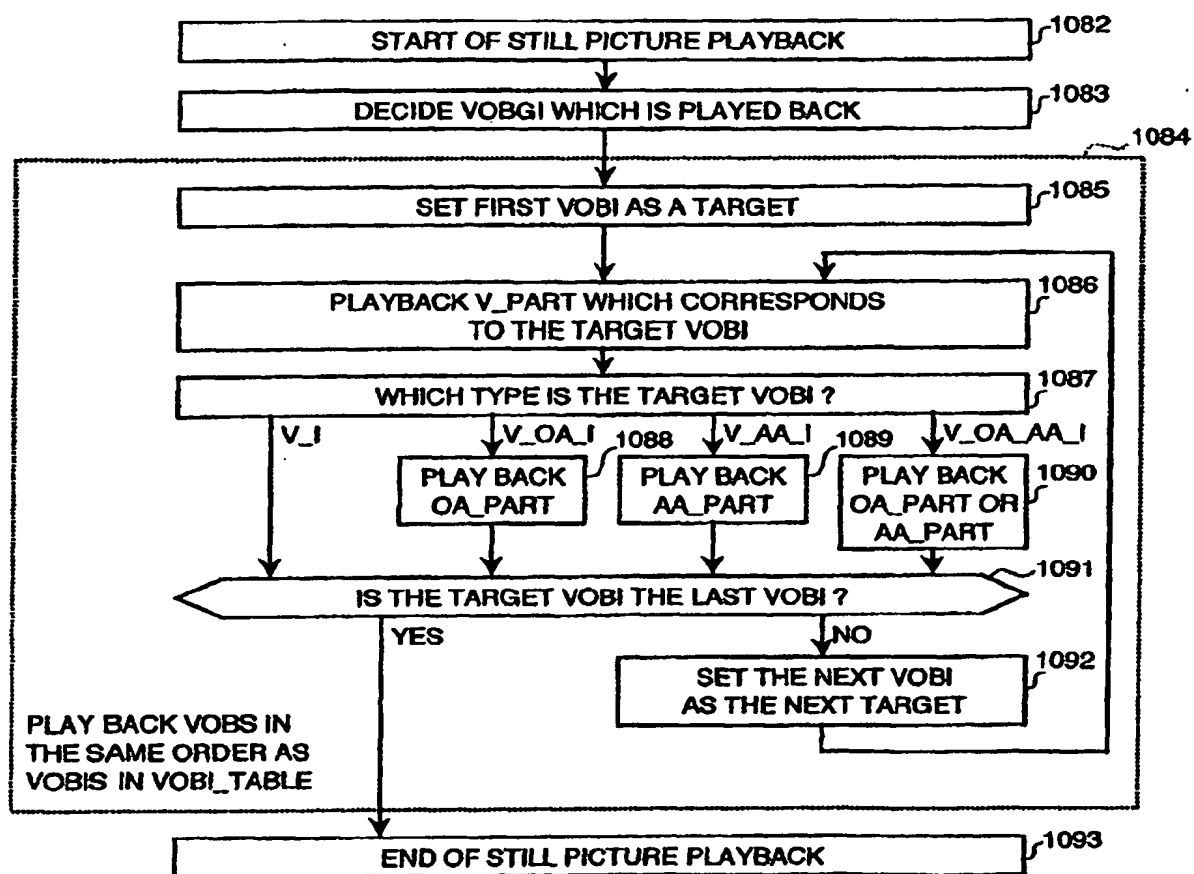 START OF STILL PICTURE PLAYBACK
1082
DECIDE VOBGI WHICH IS PLAYED BACK
1083
1084
SET FIRST VOBI AS A TARGET
1085
PLAYBACK V_PART WHICH CORRESPONDS
TO THE TARGET VOBI
1086
WHICH TYPE IS THE TARGET VOBI ?
1087
V_I
V_OA_I
1088
V_AA_I
1089
V_OA_AA_I
PLAY BACK
OA_PART
PLAY BACK
AA_PART
PLAY BACK
OA_PART OR
AA_PART
1090
IS THE TARGET VOBI THE LAST VOBI ?
1091
YES
NO
SET THE NEXT VOBI
AS THE NEXT TARGET
1092
PLAY BACK VOBS IN
THE SAME ORDER AS
VOBIS IN VOBI_TABLE
END OF STILL PICTURE PLAYBACK
1093